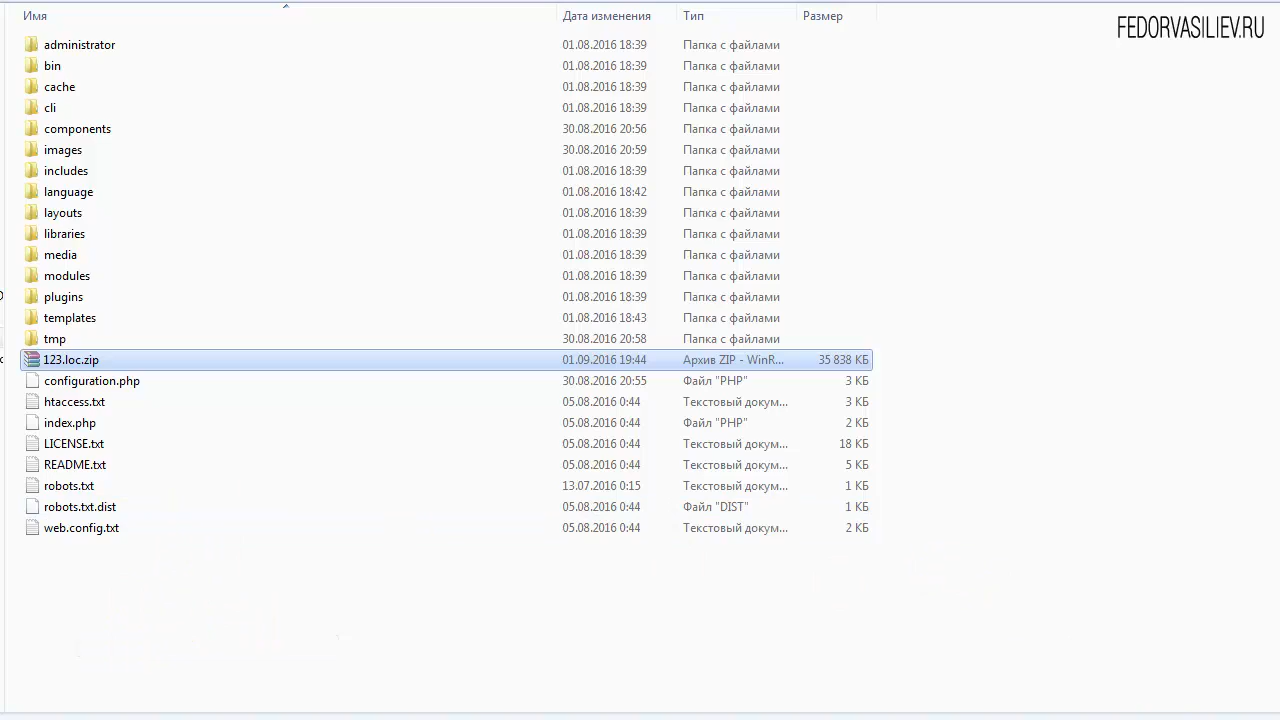 Имя Дата изменения Тип Размер
FEDORVASILIEV.RU
administrator 01.08.2016 18:39 Папка с файлами
bin 01.08.2016 18:39 Папка с файлами
cache 01.08.2016 18:39 Папка с файлами
cli 01.08.2016 18:39 Папка с файлами
components 30.08.2016 20:56 Папка с файлами
images 30.08.2016 20:59 Папка с файлами
includes 01.08.2016 18:39 Папка с файлами
language 01.08.2016 18:42 Папка с файлами
layouts 01.08.2016 18:39 Папка с файлами
libraries 01.08.2016 18:39 Папка с файлами
media 01.08.2016 18:39 Папка с файлами
modules 01.08.2016 18:39 Папка с файлами
plugins 01.08.2016 18:39 Папка с файлами
templates 01.08.2016 18:43 Папка с файлами
tmp 30.08.2016 20:58 Папка с файлами
123.loc.zip 01.09.2016 19:44 Архив ZIP - WinR... 35 838 КБ
configuration.php 30.08.2016 20:55 Файл "PHP" 3 КБ
htaccess.txt 05.08.2016 0:44 Текстовый докум... 3 КБ
index.php 05.08.2016 0:44 Файл "PHP" 2 КБ
LICENSE.txt 05.08.2016 0:44 Текстовый докум... 18 КБ
README.txt 05.08.2016 0:44 Текстовый докум... 5 КБ
robots.txt 13.07.2016 0:15 Текстовый докум... 1 КБ
robots.txt.dist 05.08.2016 0:44 Файл "DIST" 1 КБ
web.config.txt 05.08.2016 0:44 Текстовый докум... 2 КБ